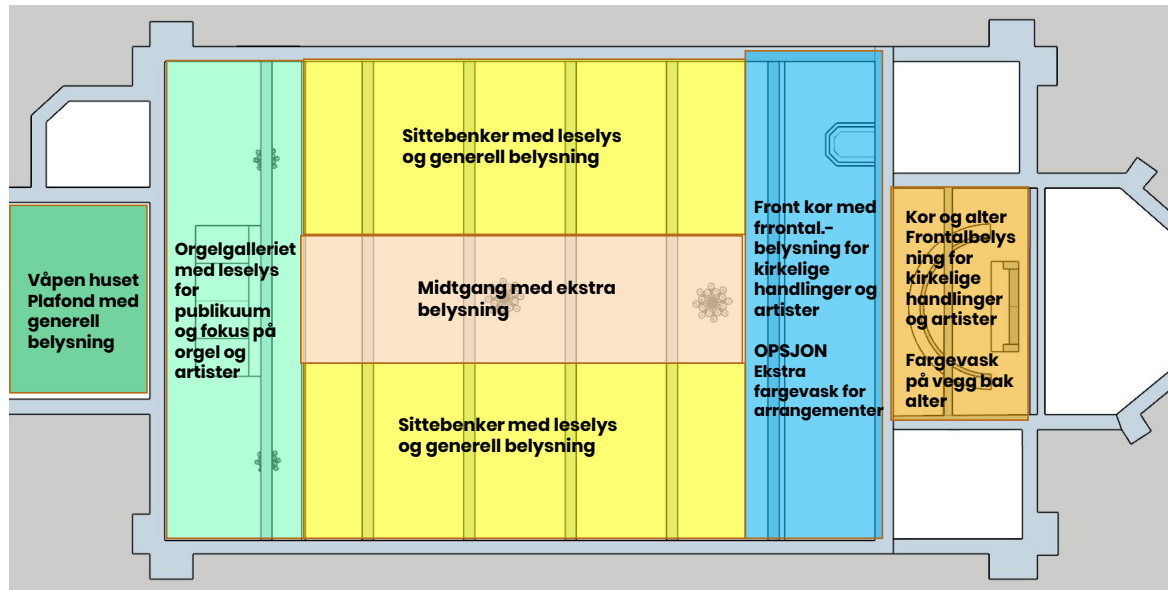 Våpen huset
Plafond med
generell
belysning
Orgelgalleriet
med leselys
for
publikuum
og fokus på
orgel og
artister
Sittebenker med leselys
og generell belysning
Midtgang med ekstra
belysning
Sittebenker med leselys
og generell belysning
Front kor med
frrontal.-
belysning for
kirkelige
handlinger og
artister
OPSJON
Ekstra
fargevask for
arrangementer
Kor og alter
Frontalbelys
ning for
kirkelige
handlinger
og artister
Fargevask
på vegg bak
alter